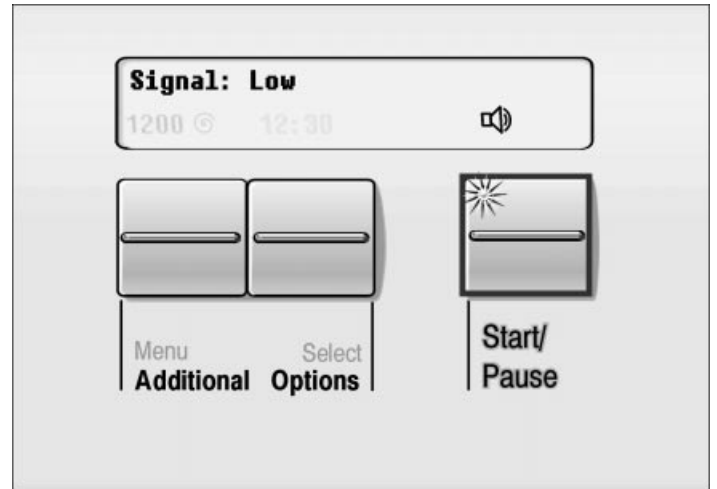 Signal: Low
1200 12:30
Menu Select
Additional Options
Start/
Pause